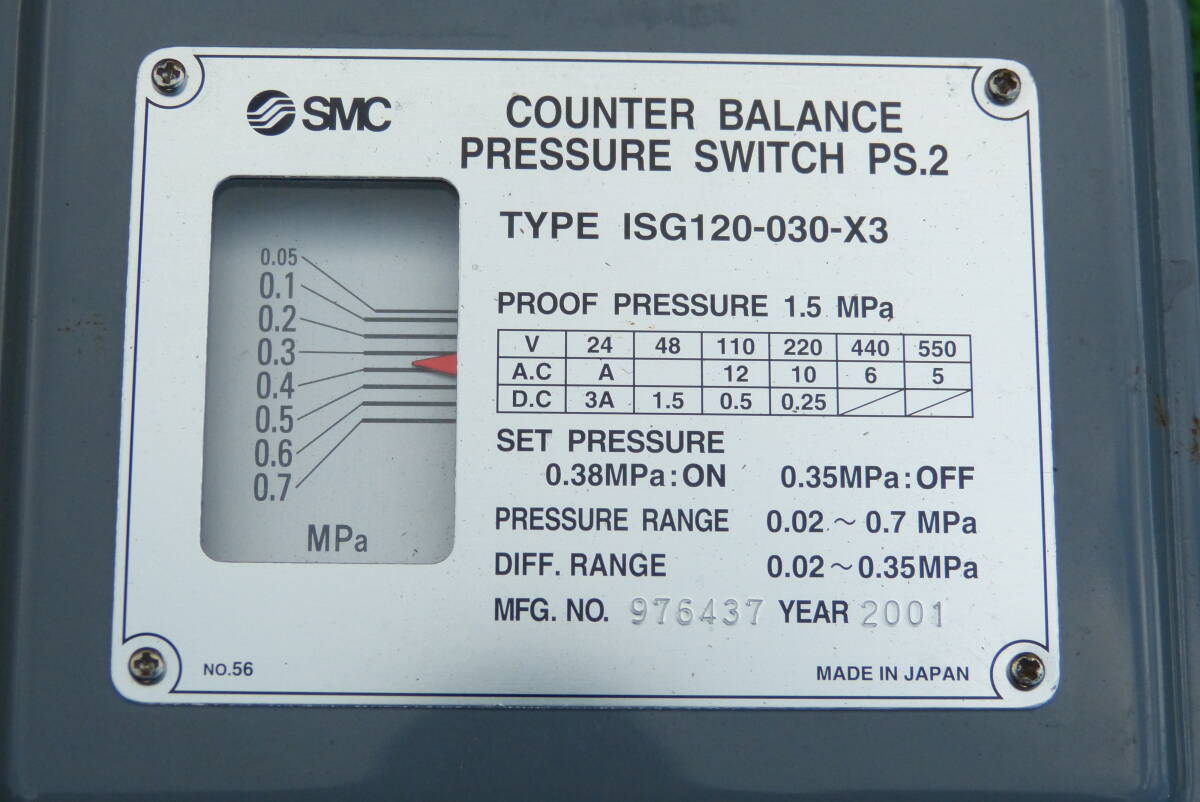 SMC
COUNTER BALANCE
PRESSURE SWITCH PS.2
TYPE ISG120-030-X3
0.05
0.1
0.2
0.3
0.4
0.5
0.6
0.7
MPa
PROOF PRESSURE 1.5 MPa
V 24 48 110 220 440 550
A.C A 12 10 6 5
D.C 3A 1.5 0.5 0.25
SET PRESSURE
0.38MPa:ON 0.35MPa:OFF
PRESSURE RANGE 0.02~0.7 MPa
DIFF. RANGE 0.02~0.35MPa
MFG. NO. 976437 YEAR 2001
NO.56
MADE IN JAPAN